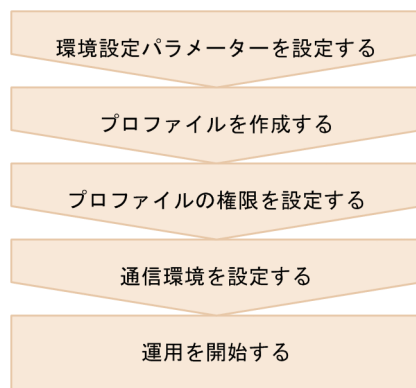 環境設定パラメーターを設定する
プロファイルを作成する
プロファイルの権限を設定する
通信環境を設定する
運用を開始する